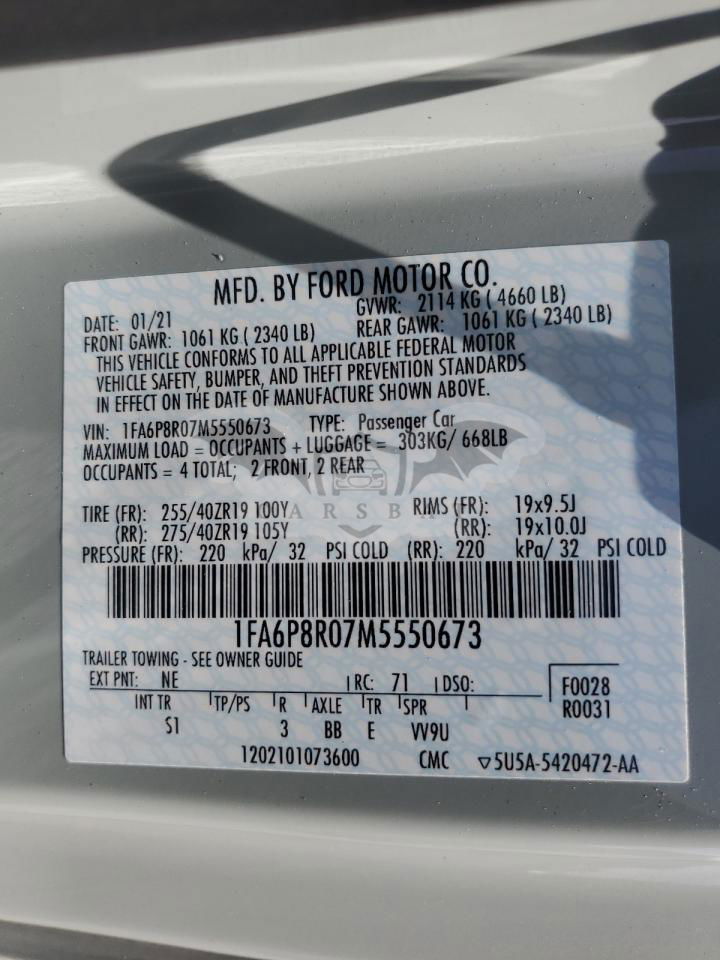 MFD. BY FORD MOTOR CO.
DATE: 01/21 GVWR: 2114 KG ( 4660 LB)
FRONT GAWR: 1061 KG ( 2340 LB) REAR GAWR: 1061 KG ( 2340 LB)
THIS VEHICLE CONFORMS TO ALL APPLICABLE FEDERAL MOTOR
VEHICLE SAFETY, BUMPER, AND THEFT PREVENTION STANDARDS
IN EFFECT ON THE DATE OF MANUFACTURE SHOWN ABOVE.
VIN: 1FA6P8R07M5550673 TYPE: Passenger Car
MAXIMUM LOAD = OCCUPANTS + LUGGAGE = 303KG/ 668LB
OCCUPANTS = 4 TOTAL; 2 FRONT, 2 REAR
TIRE (FR): 255/40ZR19 100Y RIMS (FR): 19x9.5J
(RR): 275/40ZR19 105Y (RR): 19x10.0J
PRESSURE (FR): 220 kPa/ 32 PSI COLD (RR): 220 kPa/ 32 PSI COLD
1FA6P8R07M5550673
TRAILER TOWING - SEE OWNER GUIDE
EXT PNT: NE RC: 71 DSO: F0028
INT TR TP/PS R AXLE TR SPR R0031
S1 3 BB E VV9U
1202101073600 CMC ▽5U5A-5420472-AA